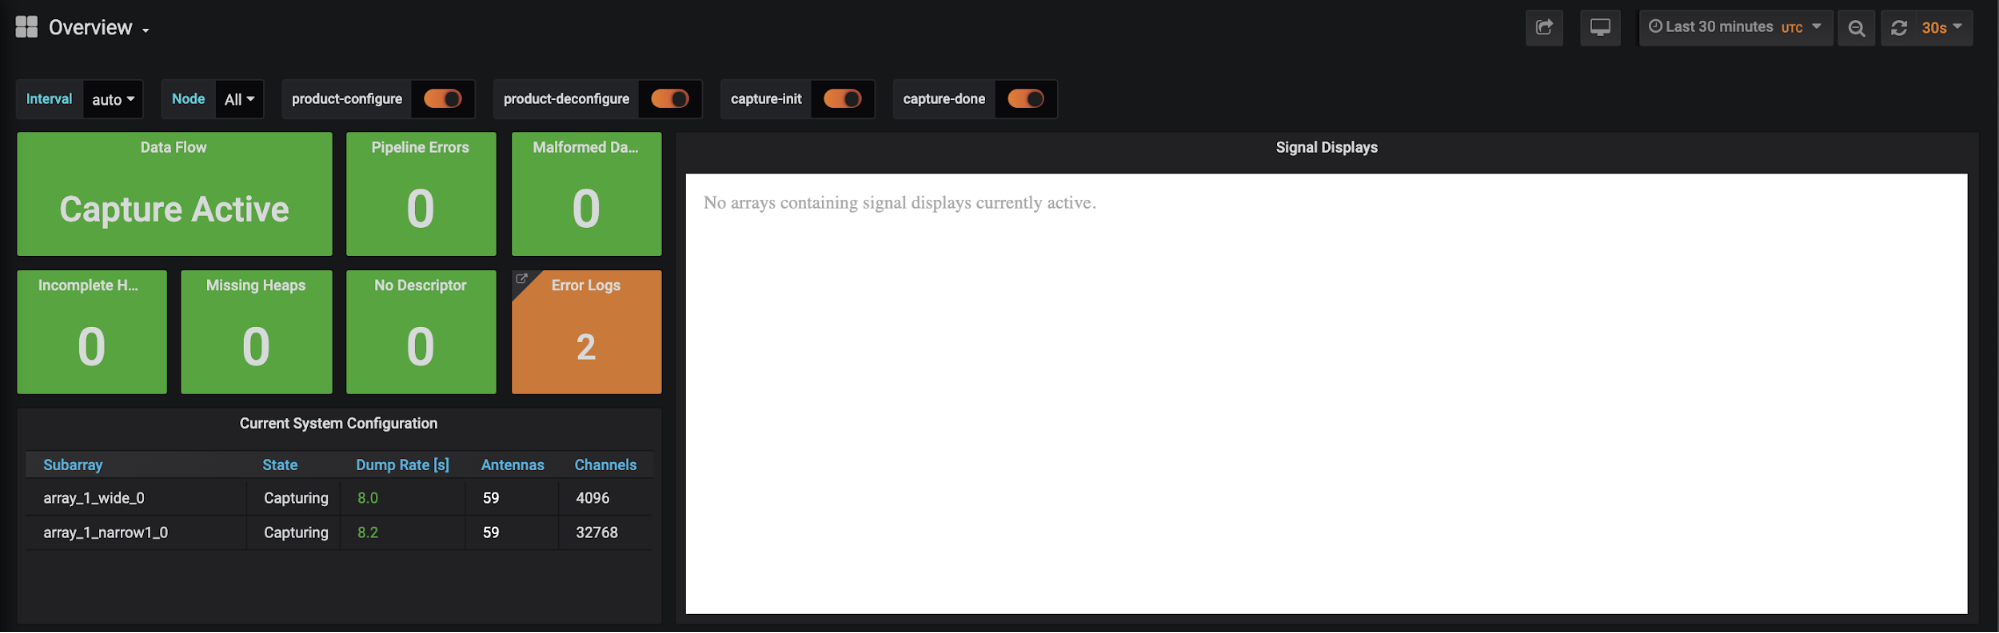 Overview
Last 30 minutes UTC
30s
Interval auto Node All product-configure product-deconfigure capture-init capture-done
Data Flow
Capture Active
Pipeline Errors
0
Malformed Da...
0
Incomplete H...
0
Missing Heaps
0
No Descriptor
0
Error Logs
2
Current System Configuration
Subarray State Dump Rate [s] Antennas Channels
array_1_wide_0 Capturing 8.0 59 4096
array_1_narrow1_0 Capturing 8.2 59 32768
Signal Displays
No arrays containing signal displays currently active.